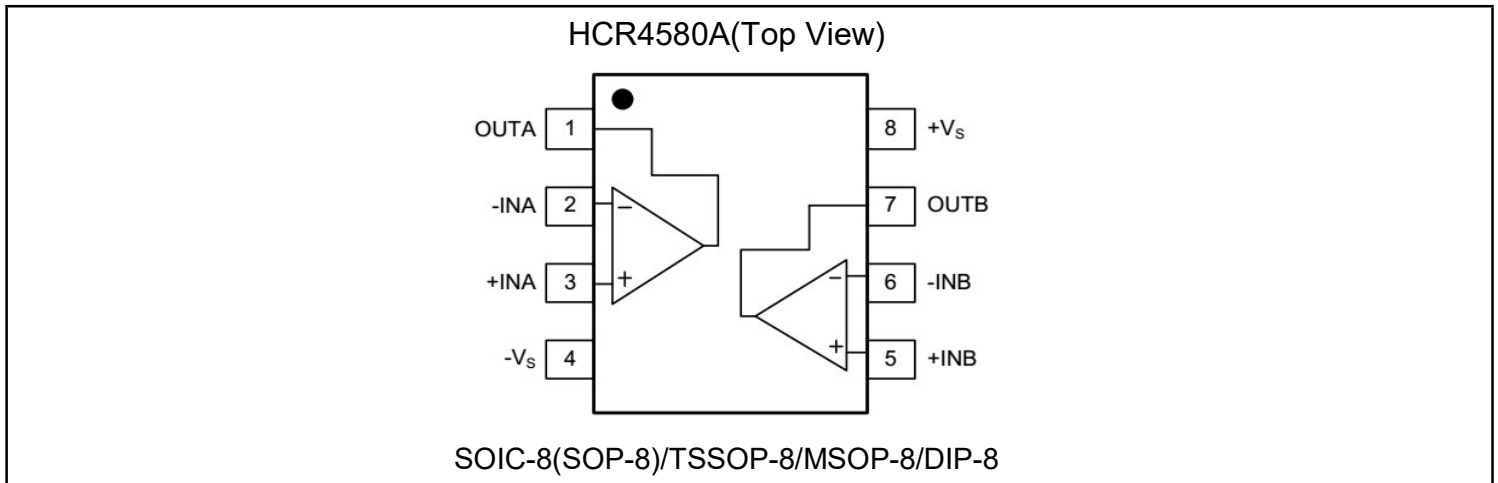 HCR4580A(Top View)
OUTA 1
8 +VS
-INA 2
−
7 OUTB
+INA 3
+
−
6 -INB
-VS 4
+
5 +INB
SOIC-8(SOP-8)/TSSOP-8/MSOP-8/DIP-8